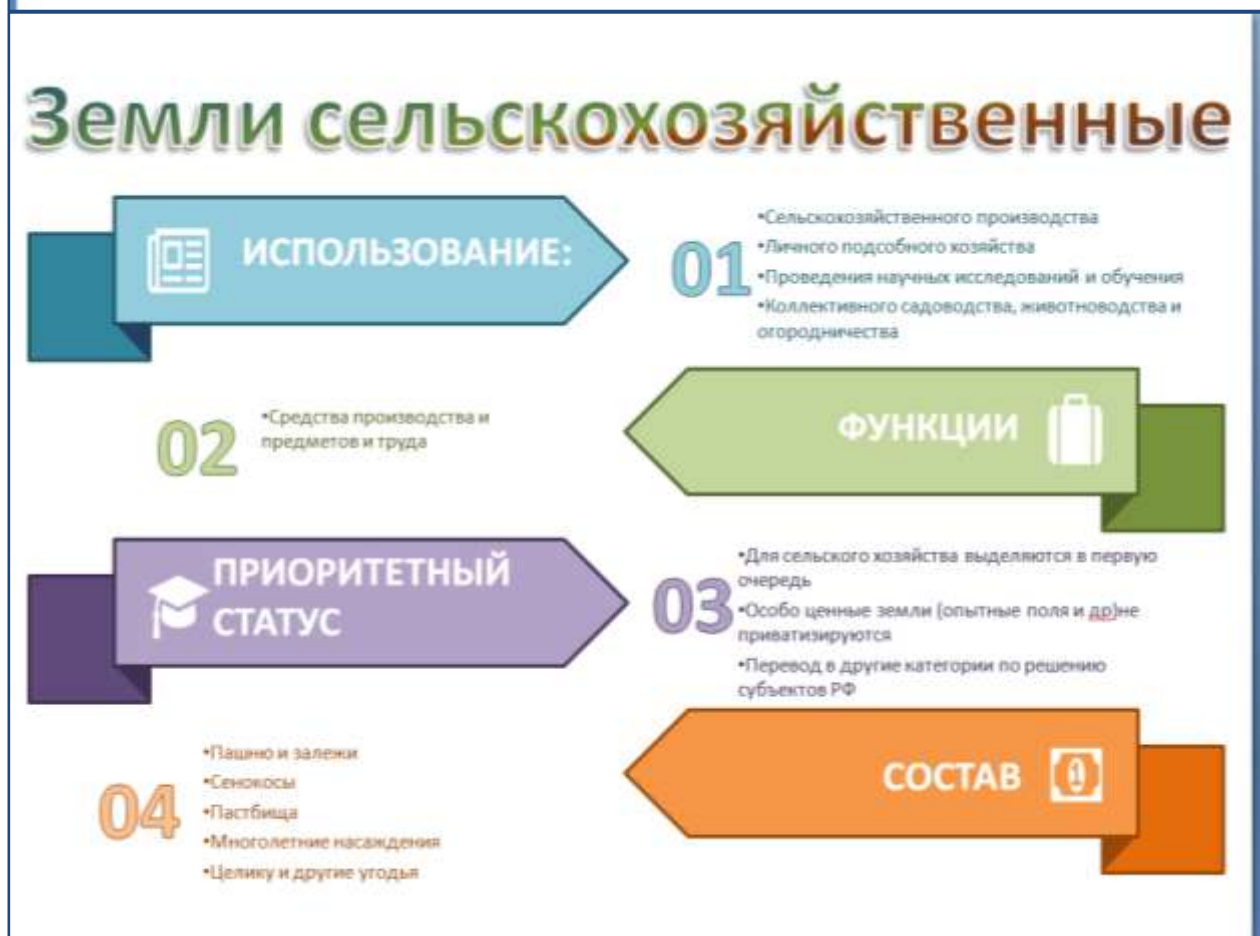 Земли сельскохозяйственные
ИСПОЛЬЗОВАНИЕ:
01
•Сельскохозяйственного производства
•Личного подсобного хозяйства
•Проведения научных исследований и обучения
•Коллективного садоводства, животноводства и
огородничества
ФУНКЦИИ
02
•Средства производства и
предметов и труда
ПРИОРИТЕТНЫЙ
СТАТУС
03
•Для сельского хозяйства выделяются в первую
очередь
•Особо ценные земли (опытные поля и др)не
приватизируются
•Перевод в другие категории по решению
субъектов РФ
СОСТАВ
1
04
•Пашню и залежи
•Сенокосы
•Пастбища
•Многолетние насаждения
•Целику и другие угодья